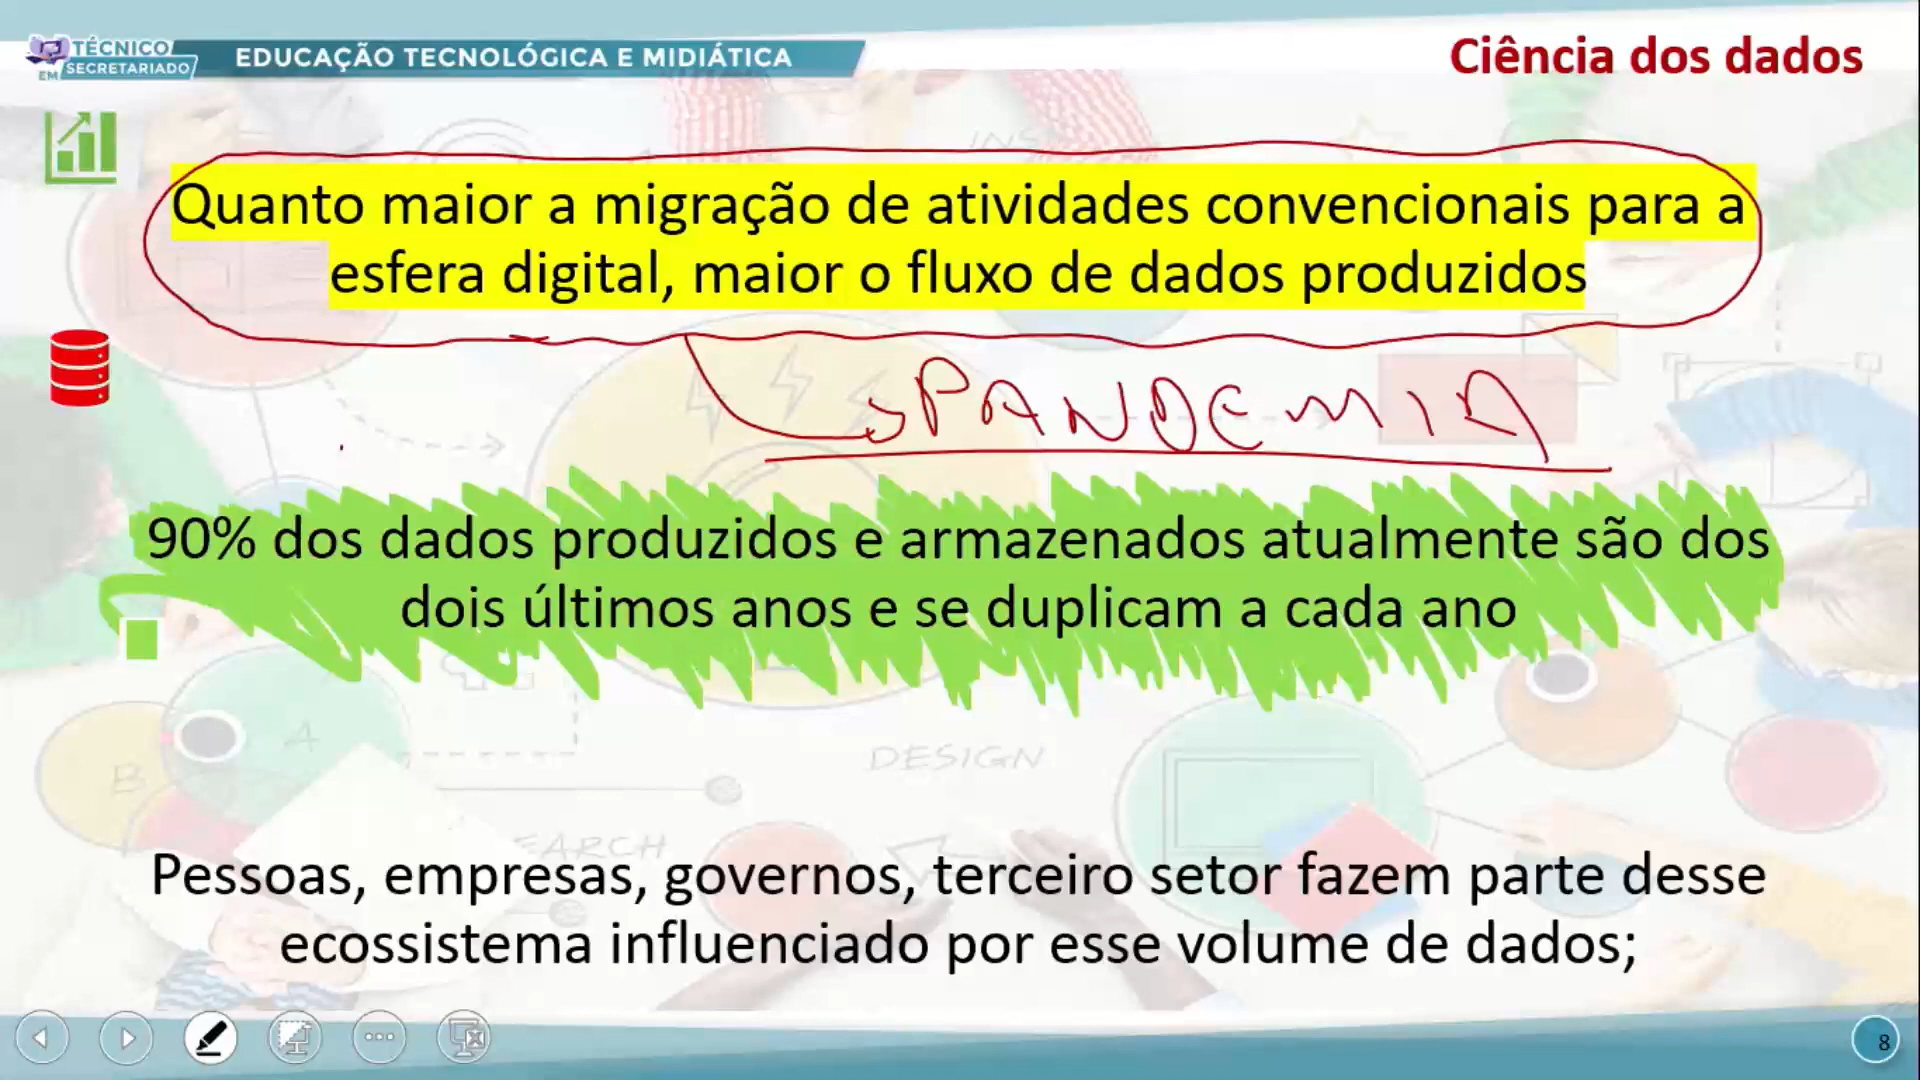 TÉCNICO
EM SECRETARIADO
EDUCAÇÃO TECNOLÓGICA E MIDIÁTICA
Ciência dos dados
INS
Quanto maior a migração de atividades convencionais para a
esfera digital, maior o fluxo de dados produzidos
PANDEMIA
90% dos dados produzidos e armazenados atualmente são dos
dois últimos anos e se duplicam a cada ano
A
B
DESIGN
EARCH
Pessoas, empresas, governos, terceiro setor fazem parte desse
ecossistema influenciado por esse volume de dados;
8